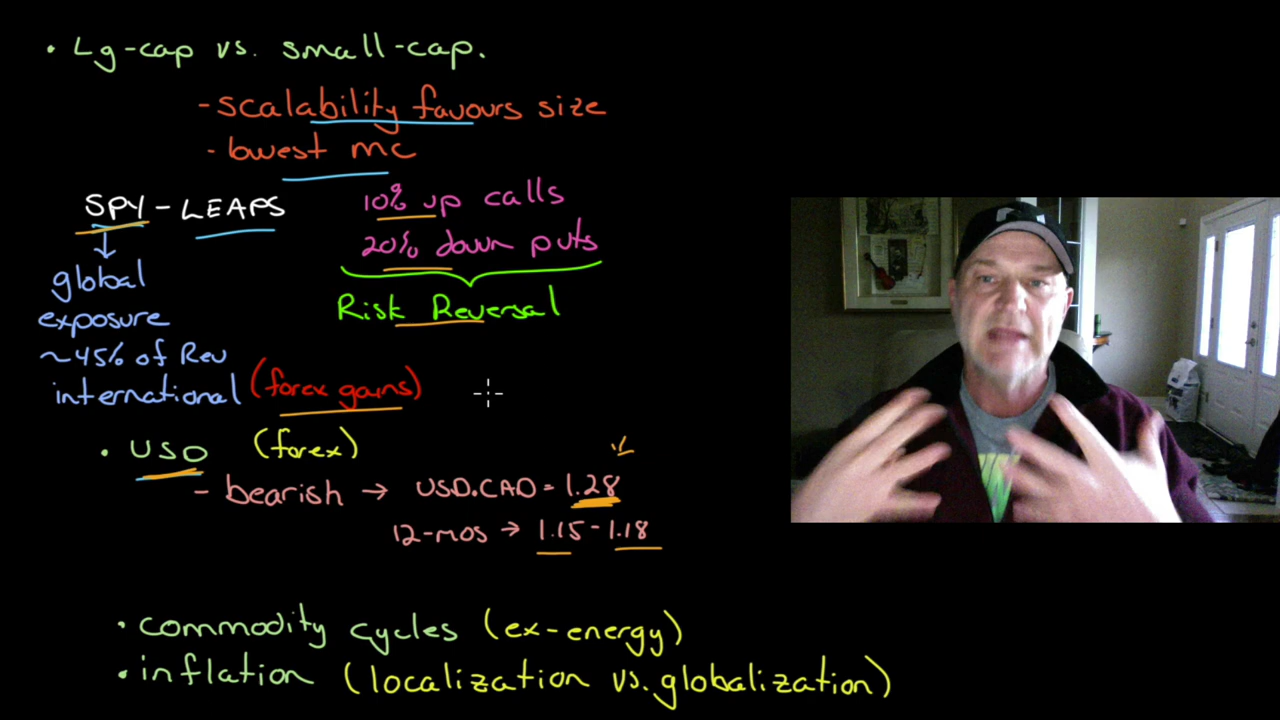 • Lg-cap vs. small-cap.
- scalability favours size
- lowest mc
SPY - LEAPS
10% up calls
20% down puts
Risk Reversal
global
exposure
~45% of Rev
international (forex gains)
• USD (forex)
- bearish → USD.CAD = 1.28
12-mos → 1.15 - 1.18
• commodity cycles (ex-energy)
• inflation (localization vs. globalization)